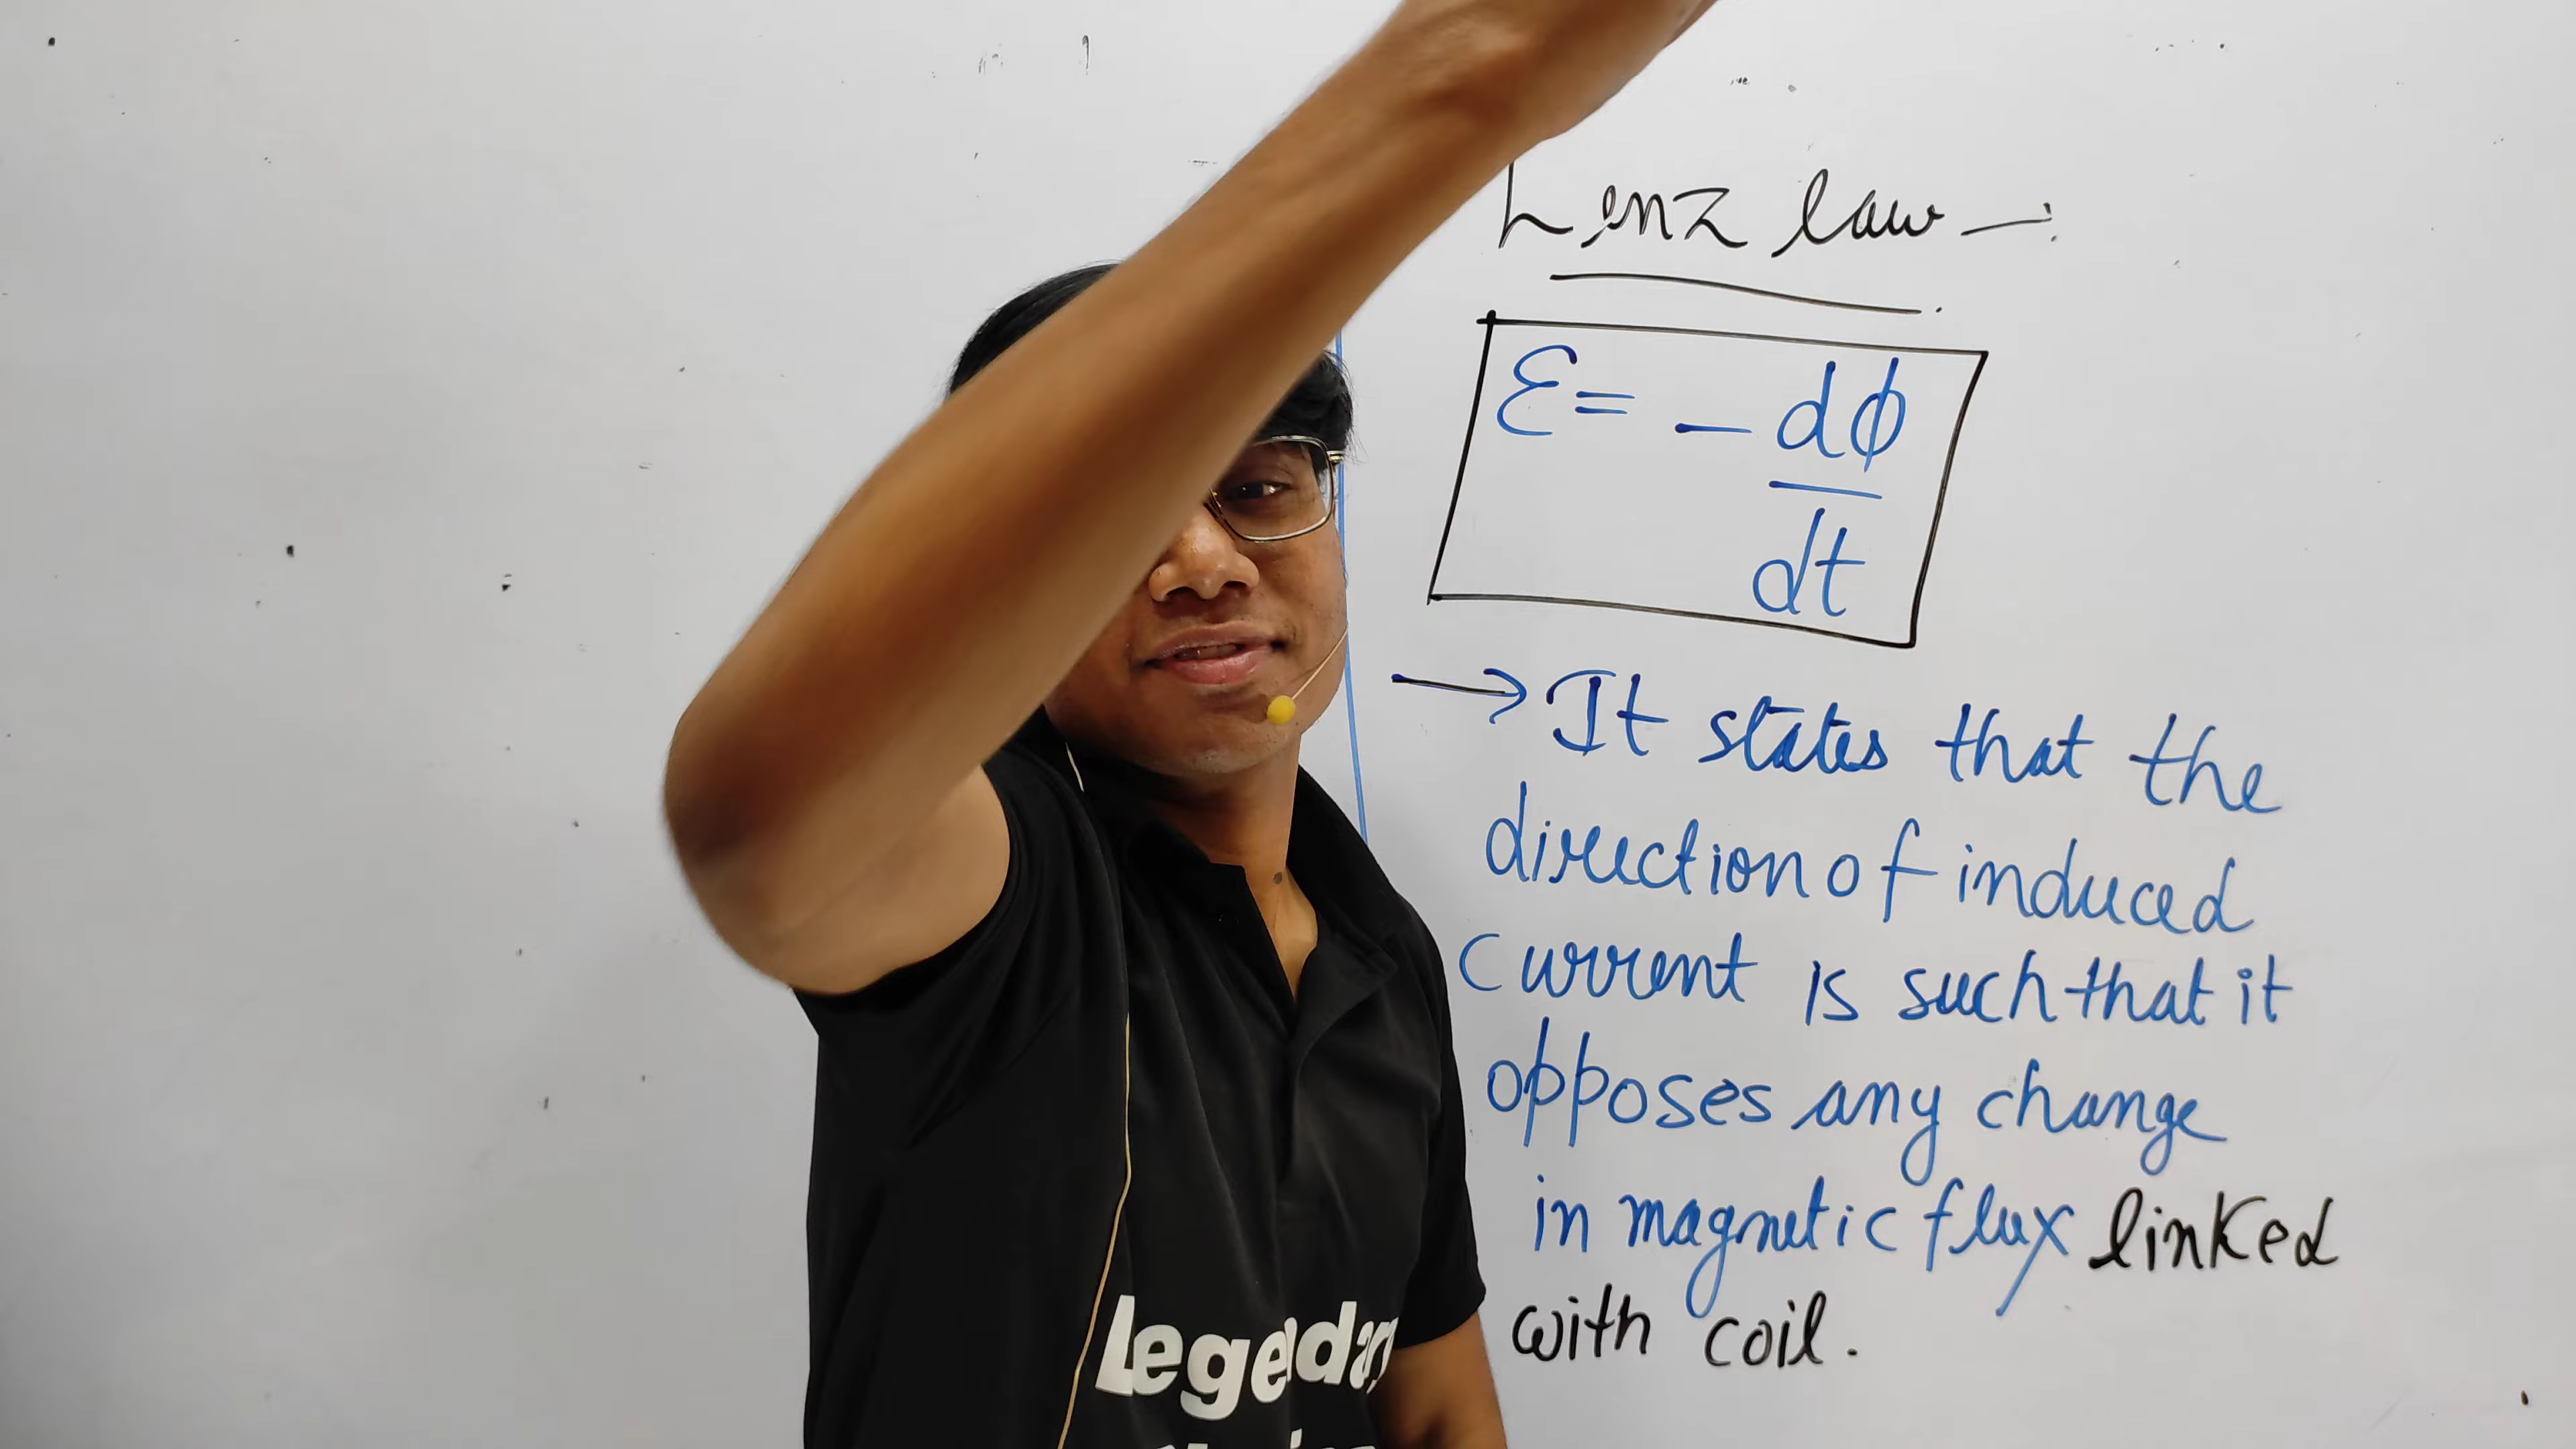 Lenz law —:
ℰ = - dϕ
dt
→ It states that the
direction of induced
current is such that it
opposes any change
in magnetic flux linked
with coil.
Legendary